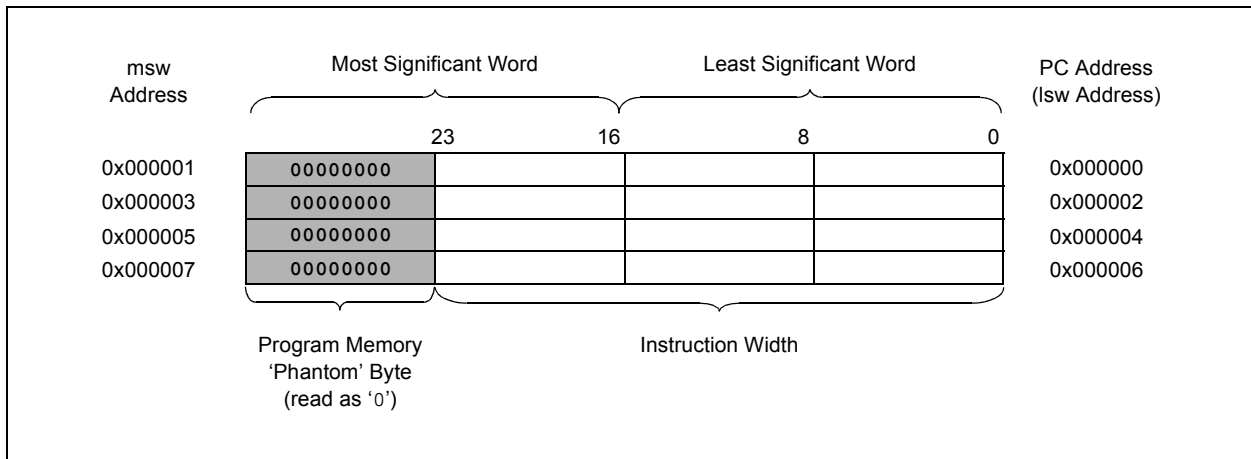 msw
Address
Most Significant Word
Least Significant Word
PC Address
(lsw Address)
23 16 8 0
0x000001 00000000 0x000000
0x000003 00000000 0x000002
0x000005 00000000 0x000004
0x000007 00000000 0x000006
Program Memory
‘Phantom’ Byte
(read as ‘0’)
Instruction Width